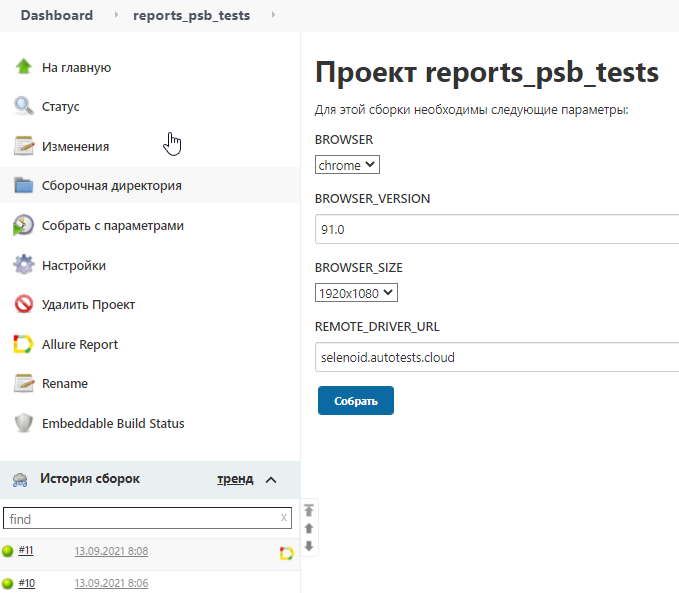 Dashboard
reports_psb_tests
На главную
Статус
Изменения
Сборочная директория
Собрать с параметрами
Настройки
Удалить Проект
Allure Report
Rename
Embeddable Build Status
История сборок
тренд
find
x
#11
13.09.2021 8:08
#10
13.09.2021 8:06
Проект reports_psb_tests
Для этой сборки необходимы следующие параметры:
BROWSER
chrome
BROWSER_VERSION
91.0
BROWSER_SIZE
1920x1080
REMOTE_DRIVER_URL
selenoid.autotests.cloud
Собрать